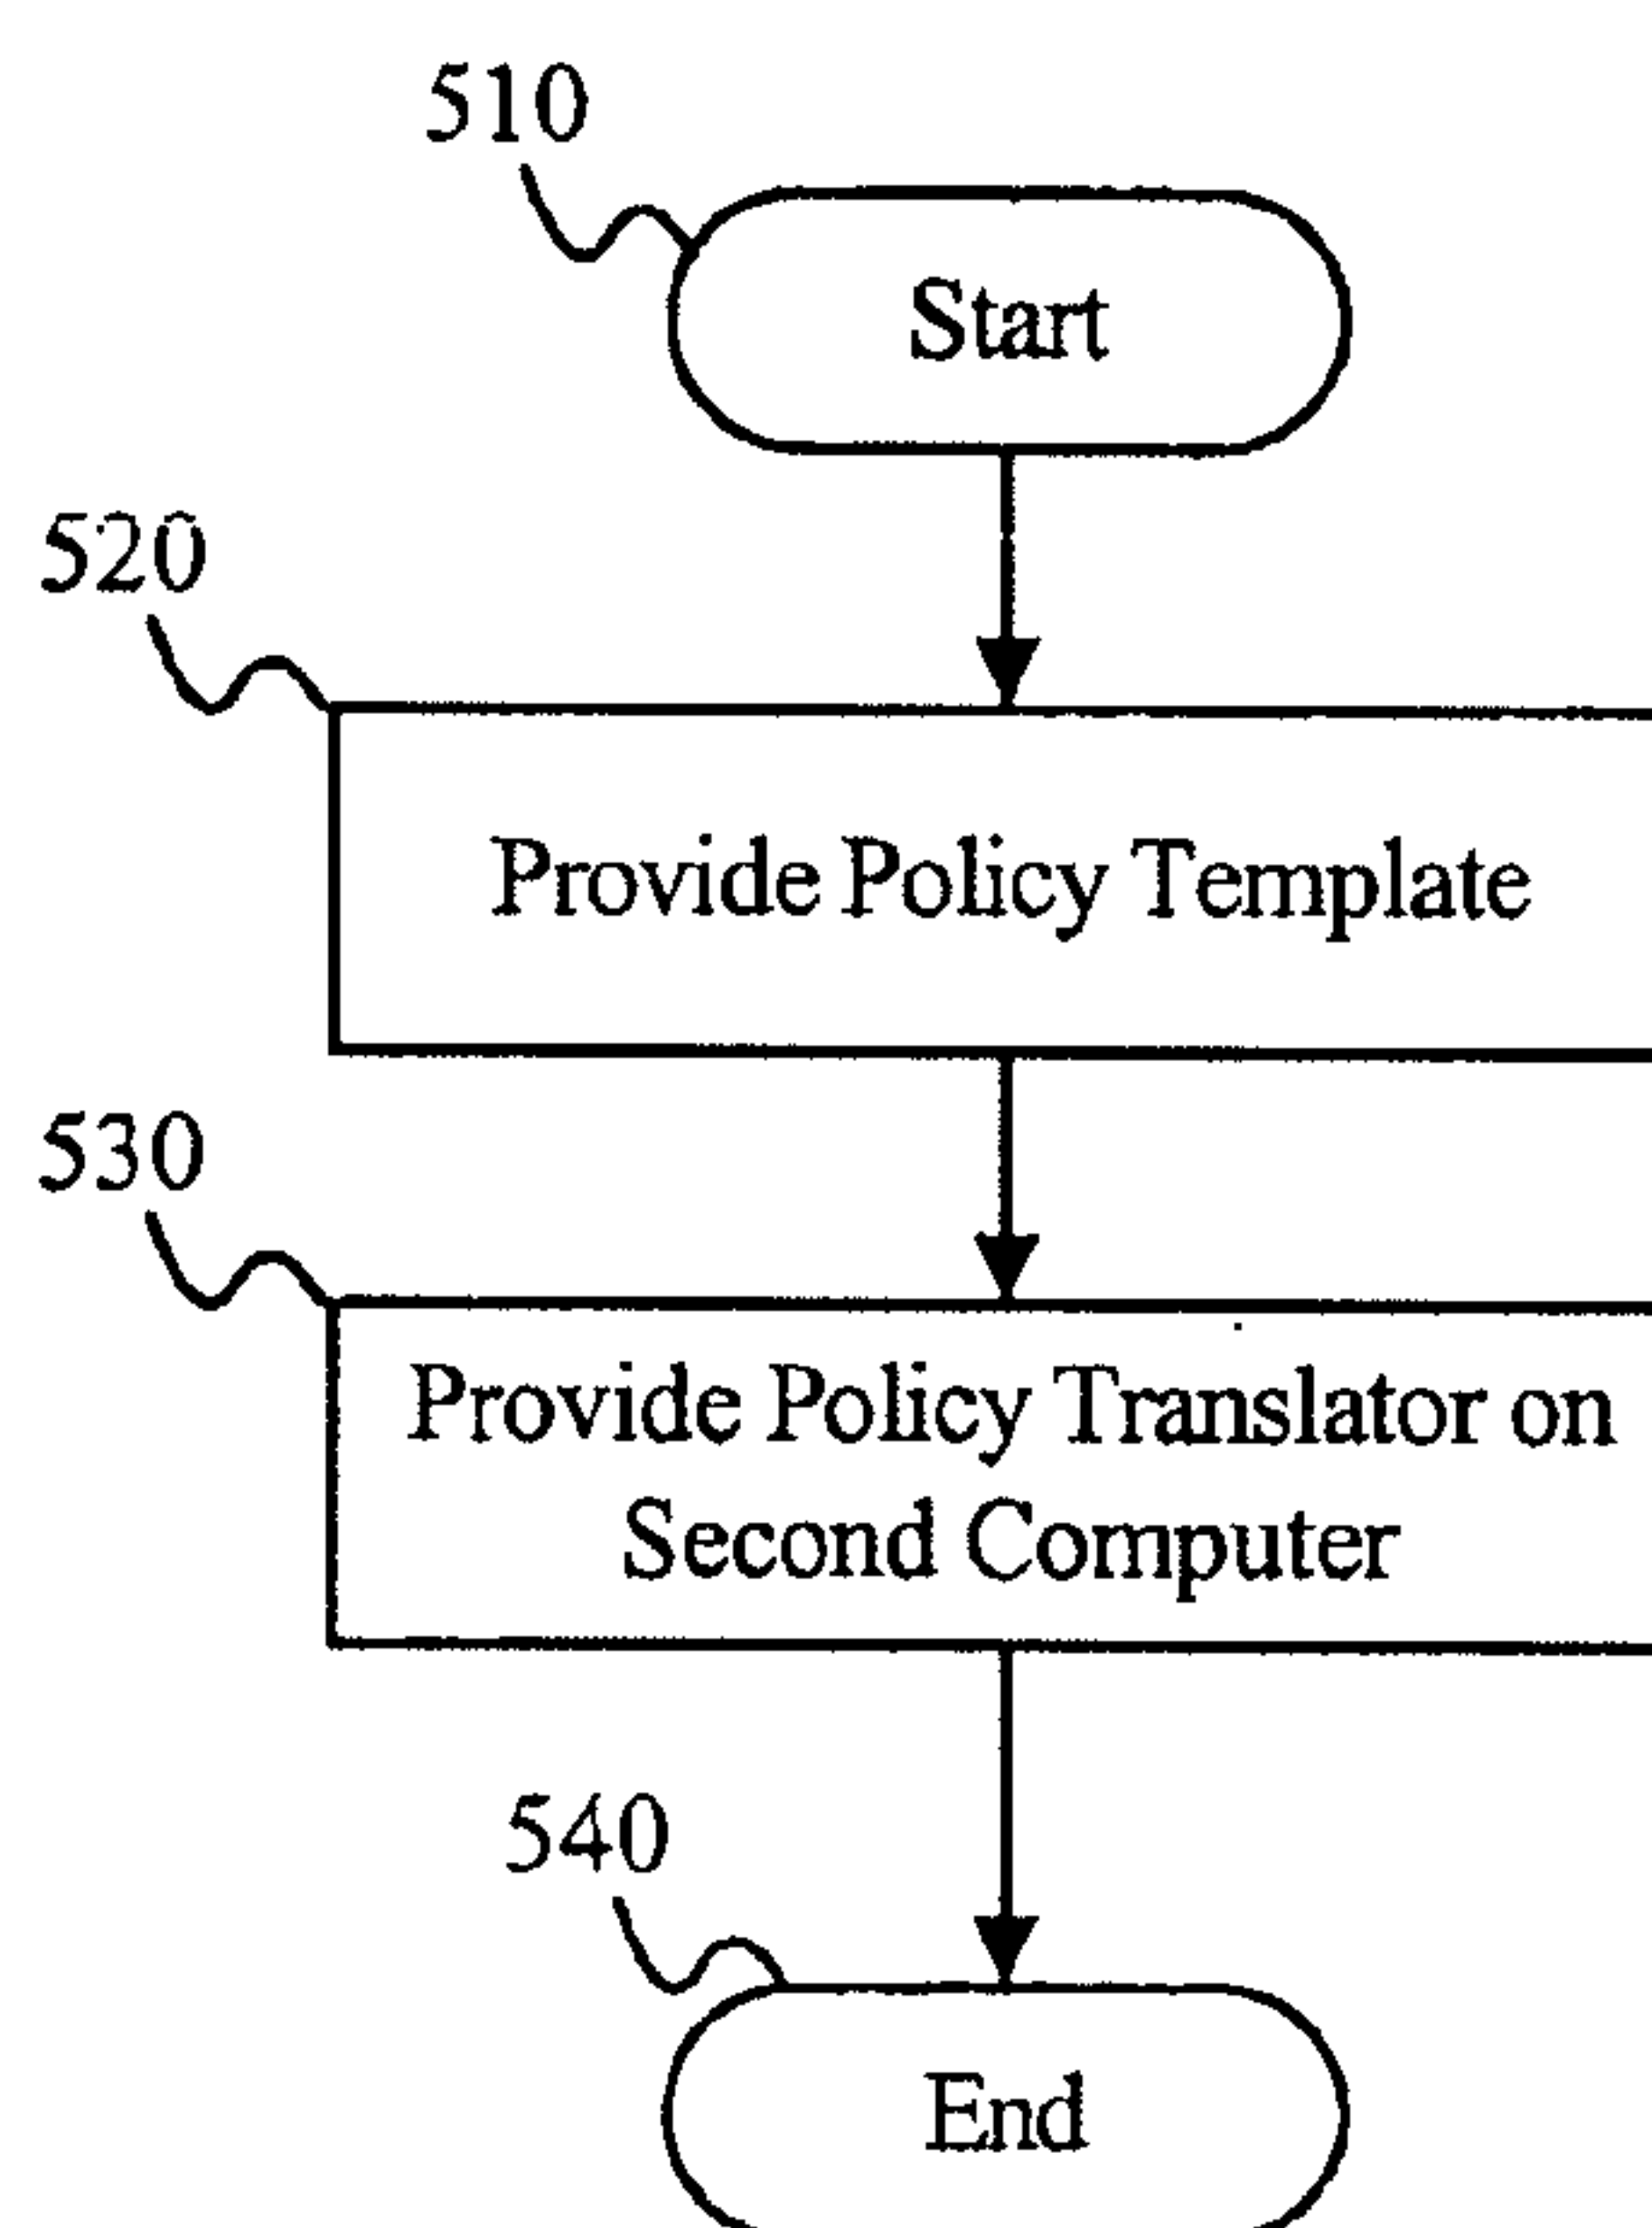 510
Start
520
Provide Policy Template
530
Provide Policy Translator on
Second Computer
540
End